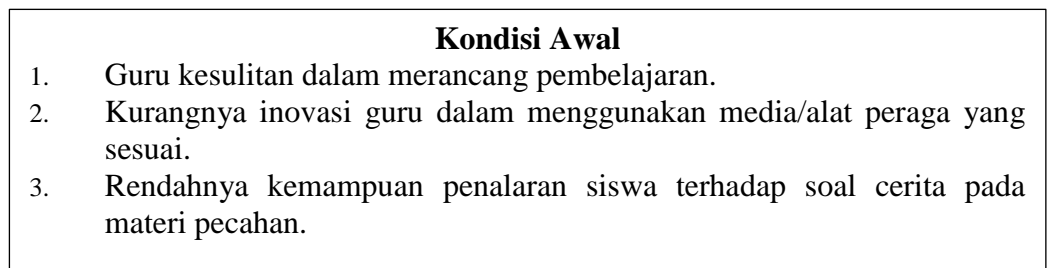 Kondisi Awal
1. Guru kesulitan dalam merancang pembelajaran.
2. Kurangnya inovasi guru dalam menggunakan media/alat peraga yang
sesuai.
3. Rendahnya kemampuan penalaran siswa terhadap soal cerita pada
materi pecahan.